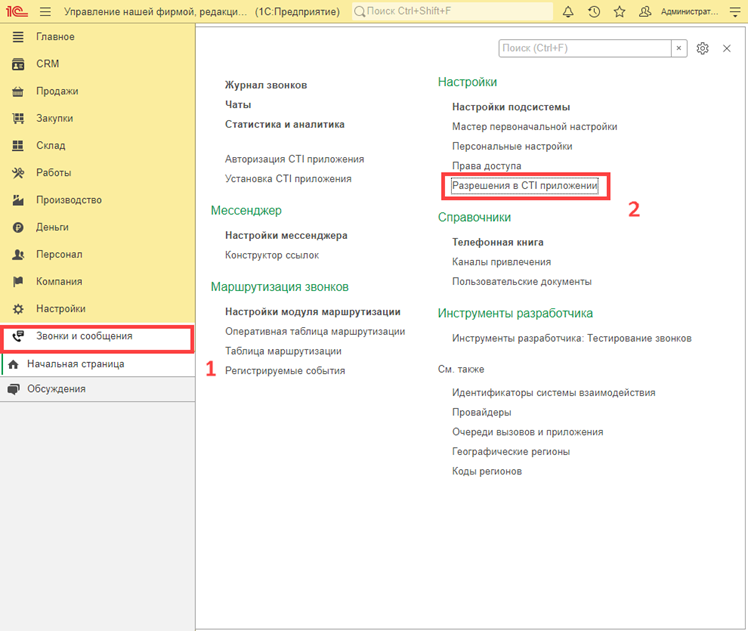 1С Управление нашей фирмой, редакци... (1С:Предприятие) Поиск Ctrl+Shift+F Администрат...
Главное
CRM
Продажи
Закупки
Склад
Работы
Производство
Деньги
Персонал
Компания
Настройки
Звонки и сообщения
Начальная страница
Обсуждения
Поиск (Ctrl+F)
Журнал звонков
Чаты
Статистика и аналитика
Авторизация CTI приложения
Установка CTI приложения
Мессенджер
Настройки мессенджера
Конструктор ссылок
Маршрутизация звонков
Настройки модуля маршрутизации
Оперативная таблица маршрутизации
Таблица маршрутизации
1
Регистрируемые события
Настройки
Настройки подсистемы
Мастер первоначальной настройки
Персональные настройки
Права доступа
Разрешения в CTI приложении
2
Справочники
Телефонная книга
Каналы привлечения
Пользовательские документы
Инструменты разработчика
Инструменты разработчика: Тестирование звонков
См. также
Идентификаторы системы взаимодействия
Провайдеры
Очереди вызовов и приложения
Географические регионы
Коды регионов